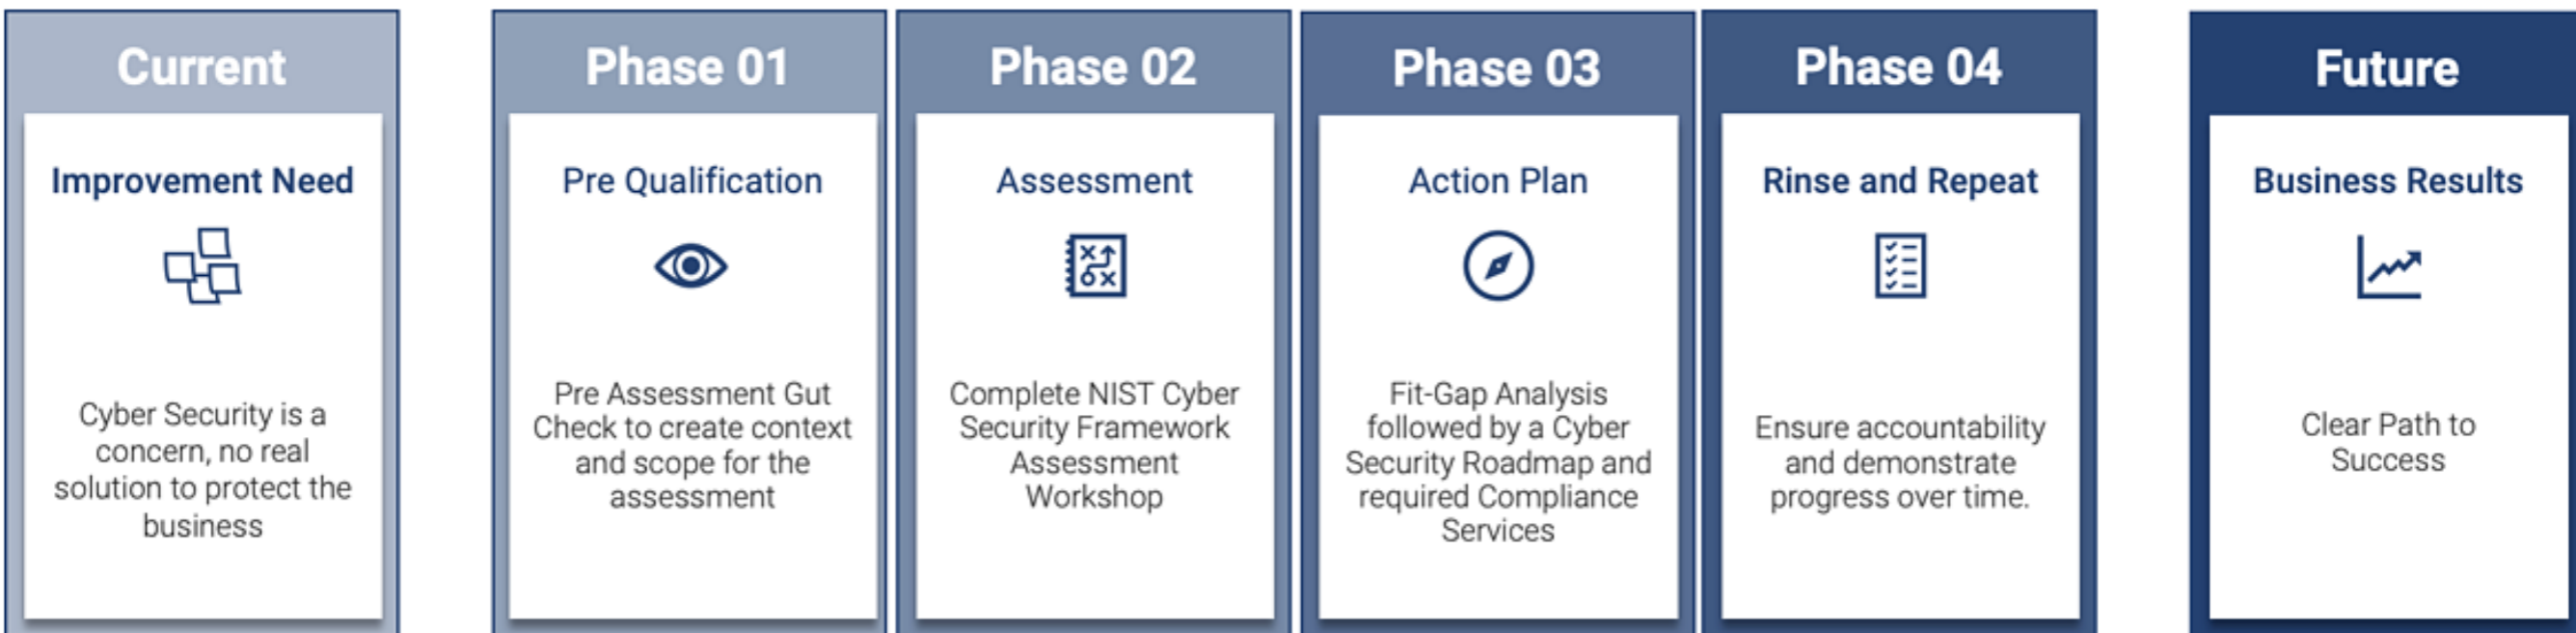 Current
Improvement Need
Cyber Security is a
concern, no real
solution to protect the
business
Phase 01
Pre Qualification
Pre Assessment Gut
Check to create context
and scope for the
assessment
Phase 02
Assessment
Complete NIST Cyber
Security Framework
Assessment
Workshop
Phase 03
Action Plan
Fit-Gap Analysis
followed by a Cyber
Security Roadmap and
required Compliance
Services
Phase 04
Rinse and Repeat
Ensure accountability
and demonstrate
progress over time.
Future
Business Results
Clear Path to
Success